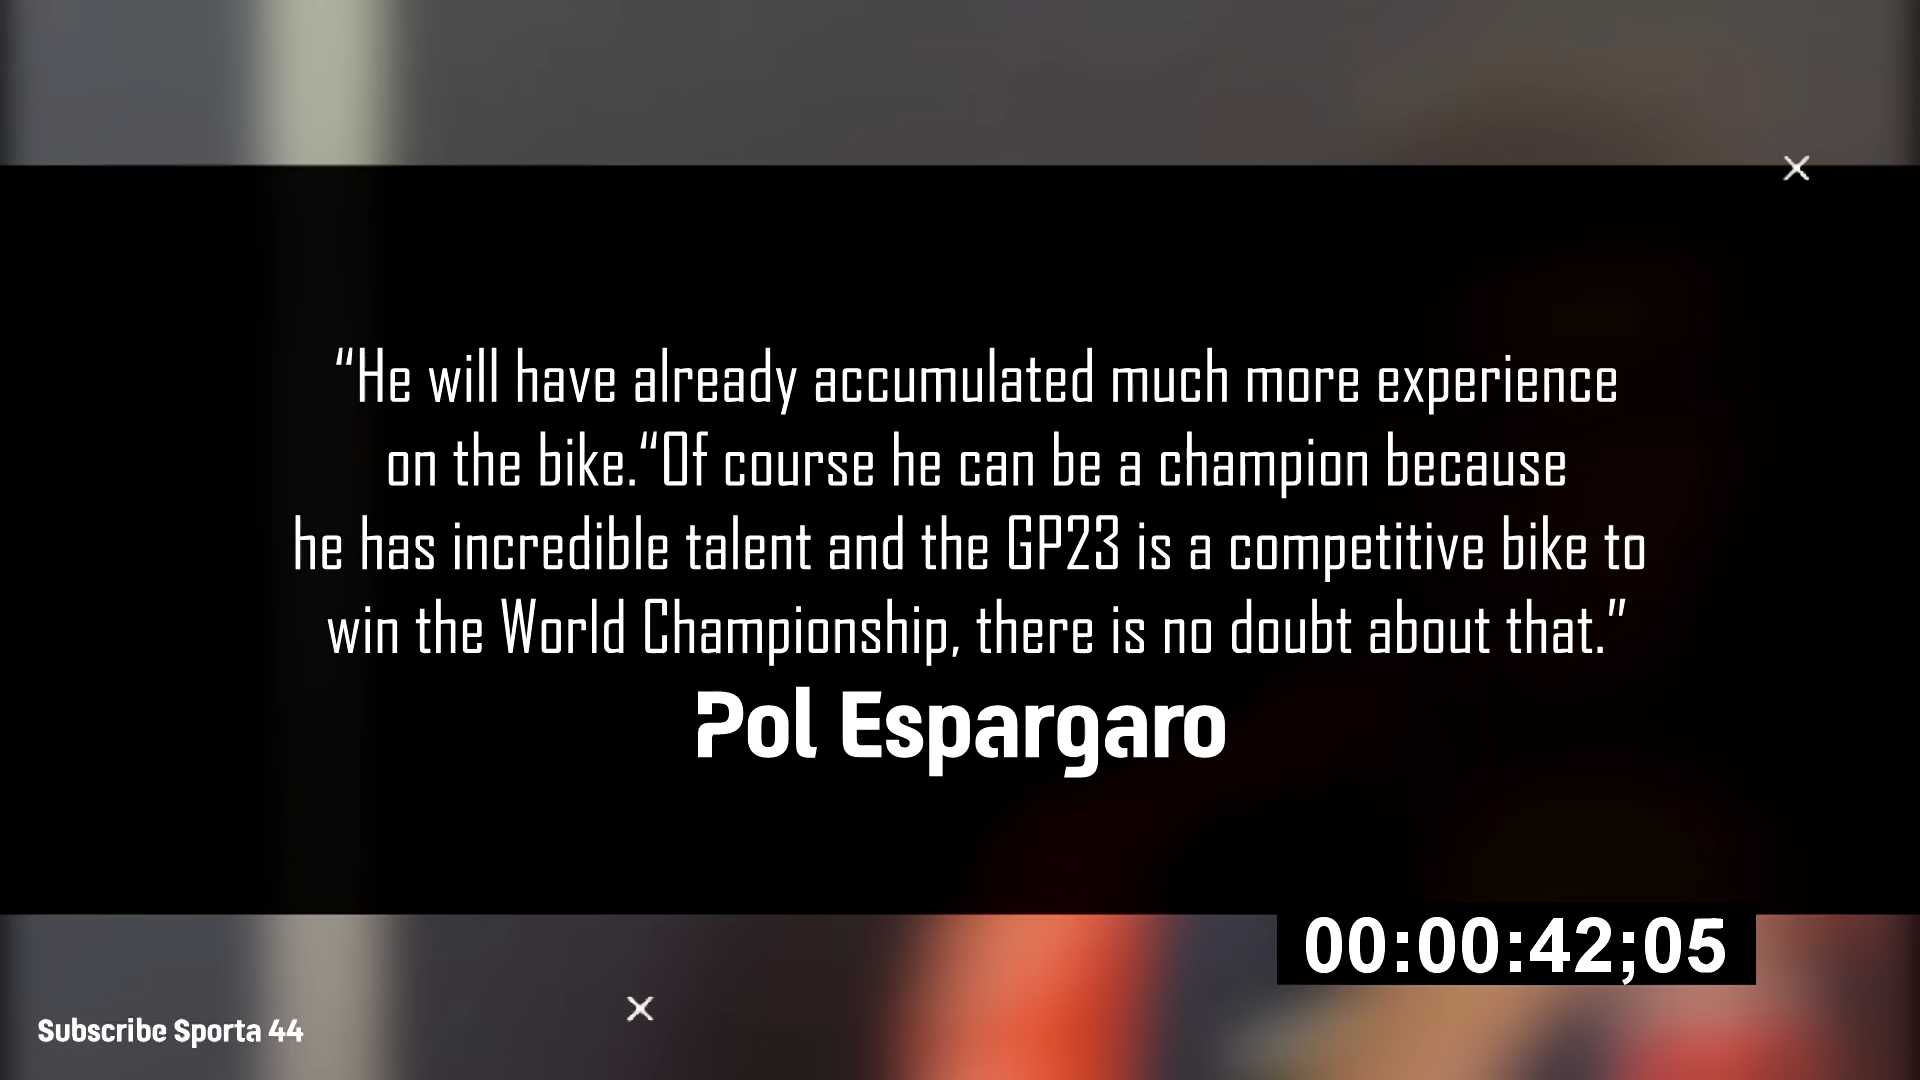 “He will have already accumulated much more experience
on the bike.“Of course he can be a champion because
he has incredible talent and the GP23 is a competitive bike to
win the World Championship, there is no doubt about that.”
Pol Espargaro
00:00:42;05
Subscribe Sporta 44